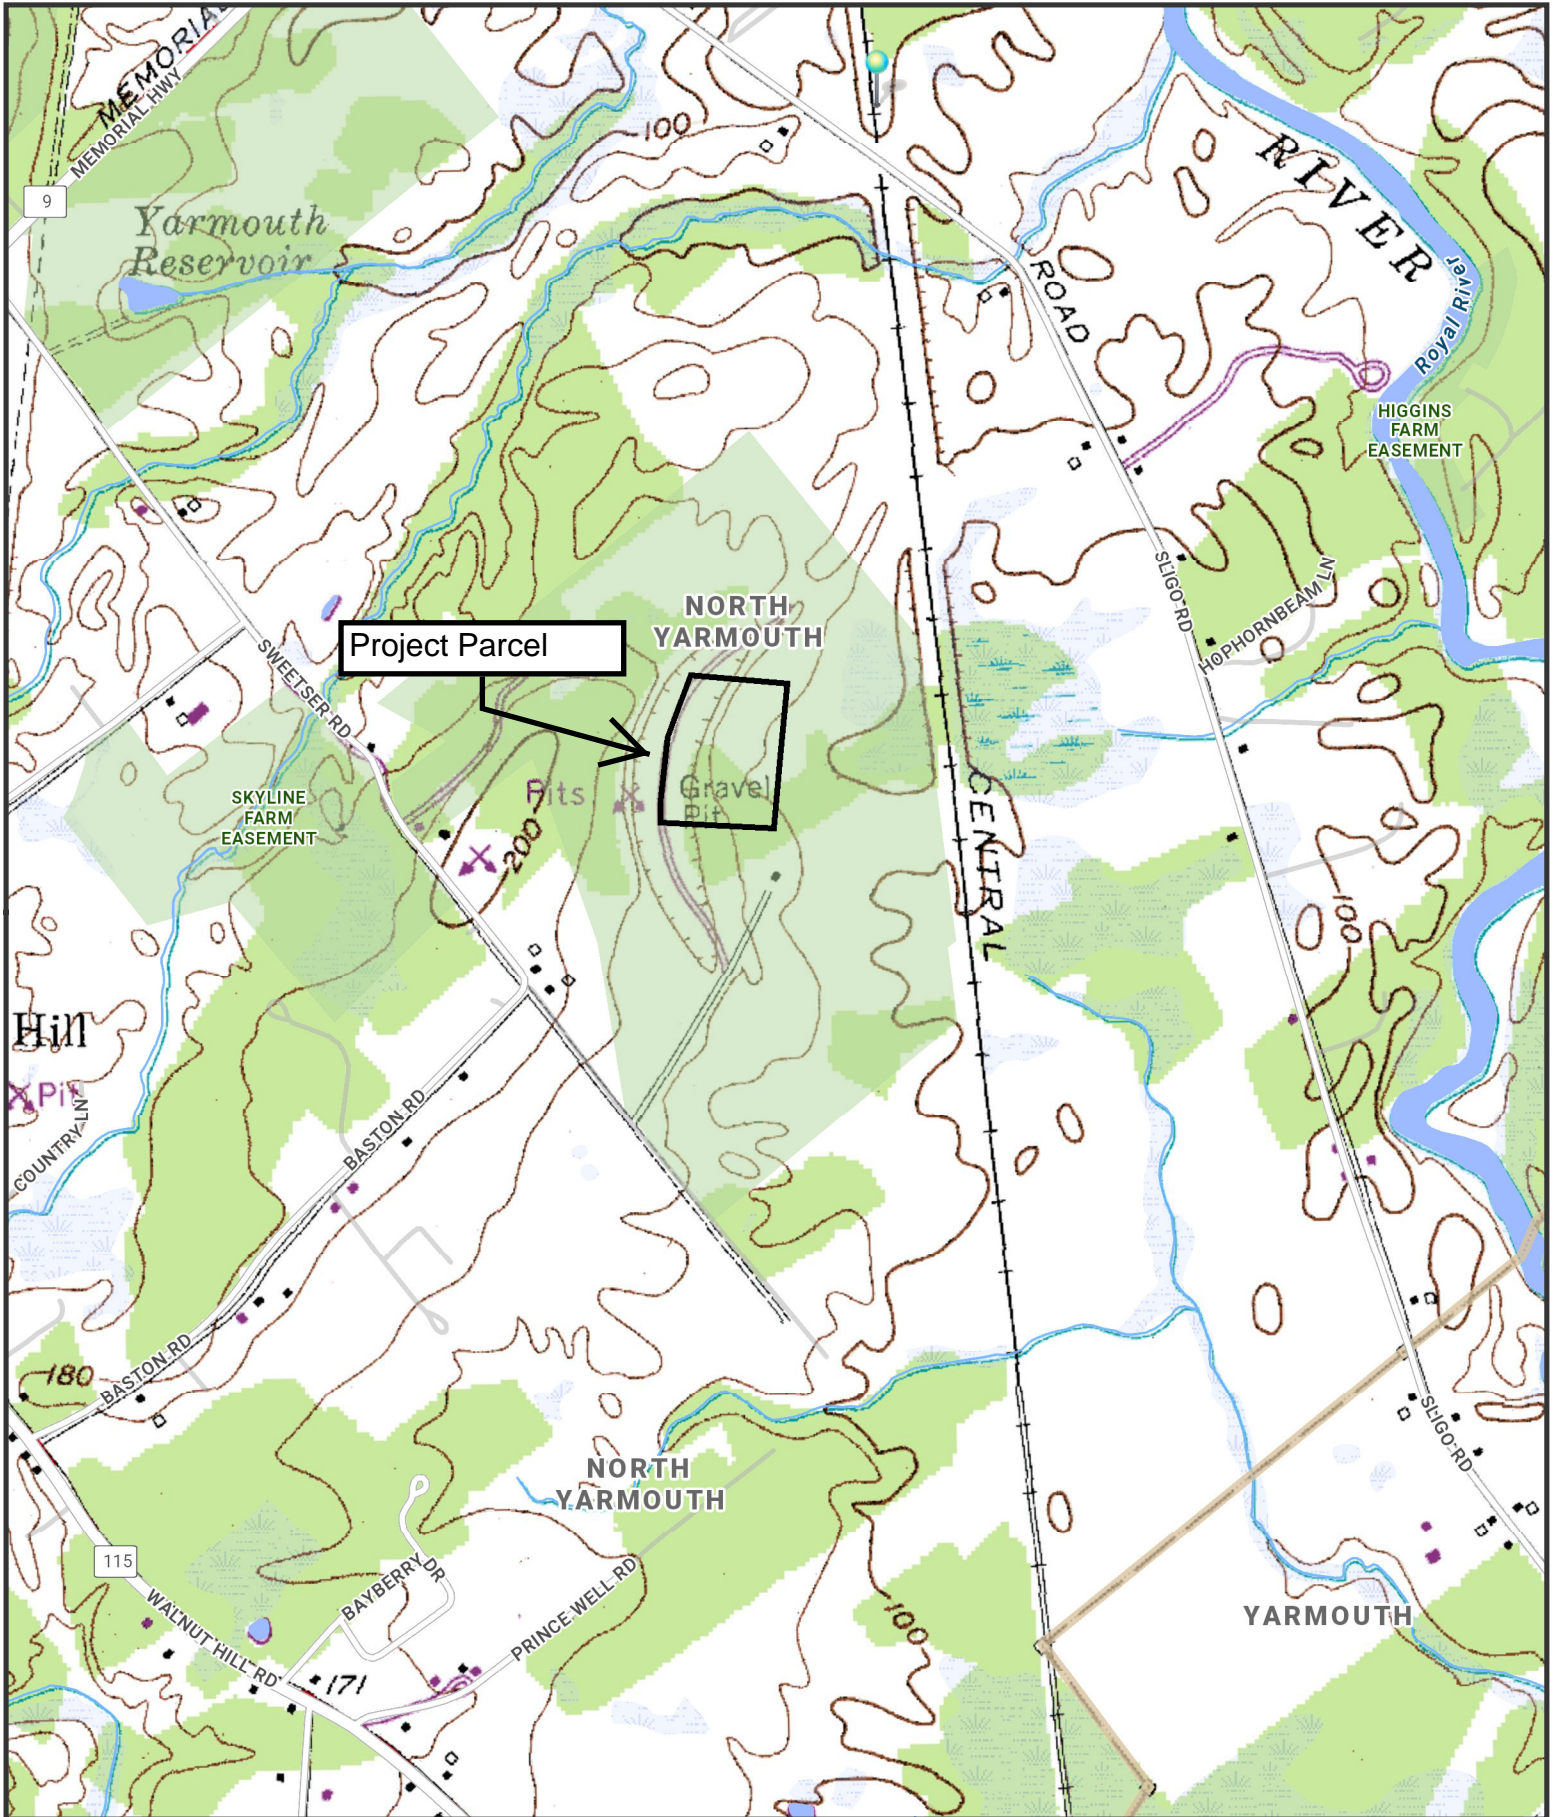 MEMORIAL
MEMORIAL HWY
9
Yarmouth
Reservoir
100
RIVER
ROAD
Royal River
HIGGINS
FARM
EASEMENT
NORTH
YARMOUTH
SLIGO RD
HOPHORNBEAM LN
Project Parcel
SWEETSER RD
SKYLINE
FARM
EASEMENT
Pits
200
Gravel
Pit
CENTRAL
100
Hill
Pit
COUNTRY LN
BASTON RD
180
BASTON RD
NORTH
YARMOUTH
SLIGO RD
115
WALNUT HILL RD
BAYBERRY DR
PRINCE WELL RD
100
YARMOUTH
171